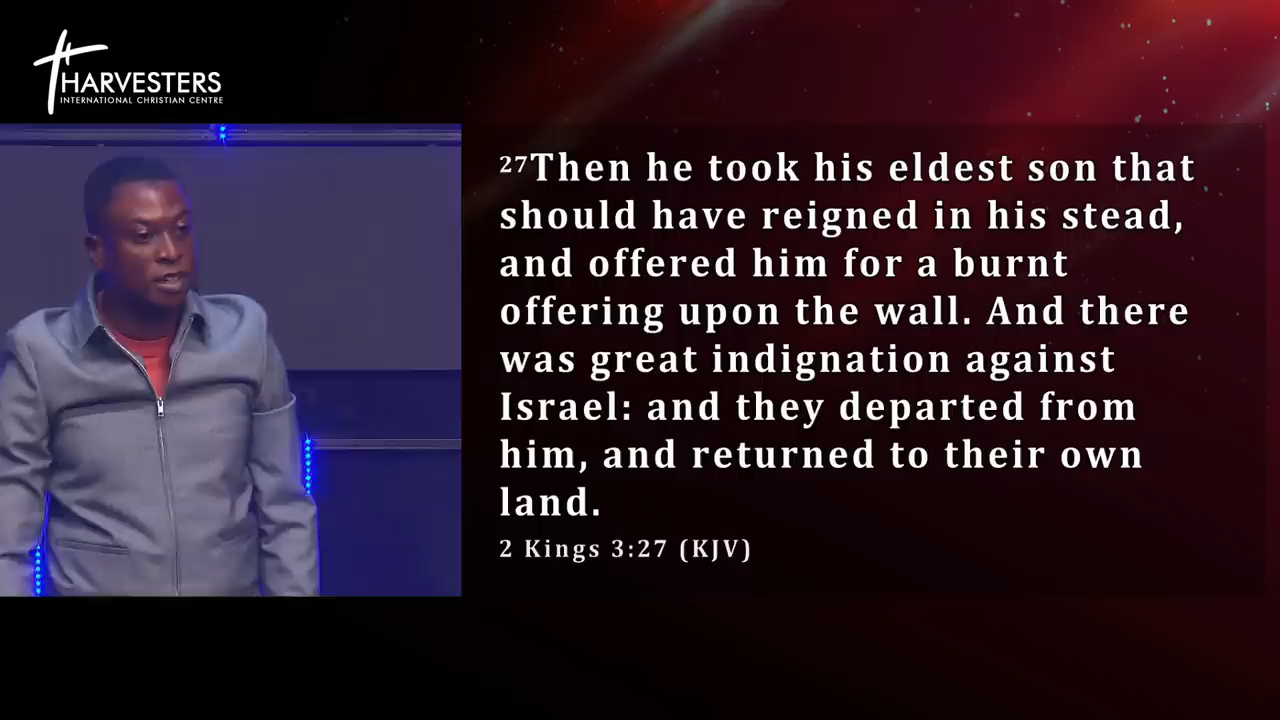 HARVESTERS
INTERNATIONAL CHRISTIAN CENTRE
27Then he took his eldest son that
should have reigned in his stead,
and offered him for a burnt
offering upon the wall. And there
was great indignation against
Israel: and they departed from
him, and returned to their own
land.
2 Kings 3:27 (KJV)